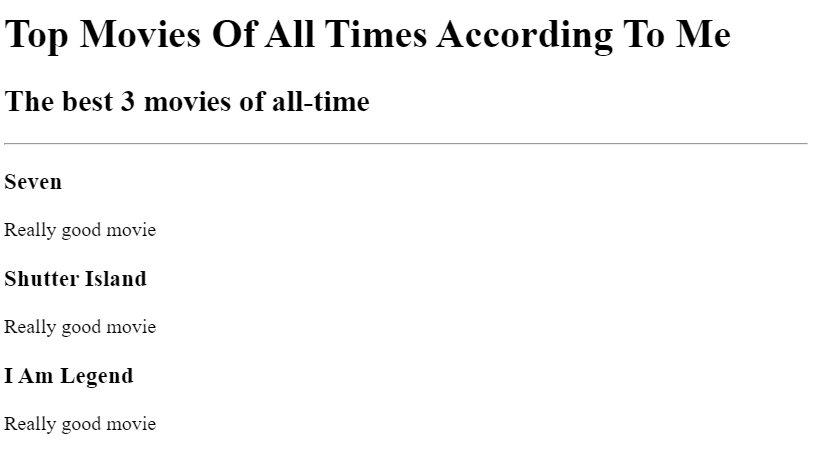 Top Movies Of All Times According To Me
The best 3 movies of all-time
Seven
Really good movie
Shutter Island
Really good movie
I Am Legend
Really good movie